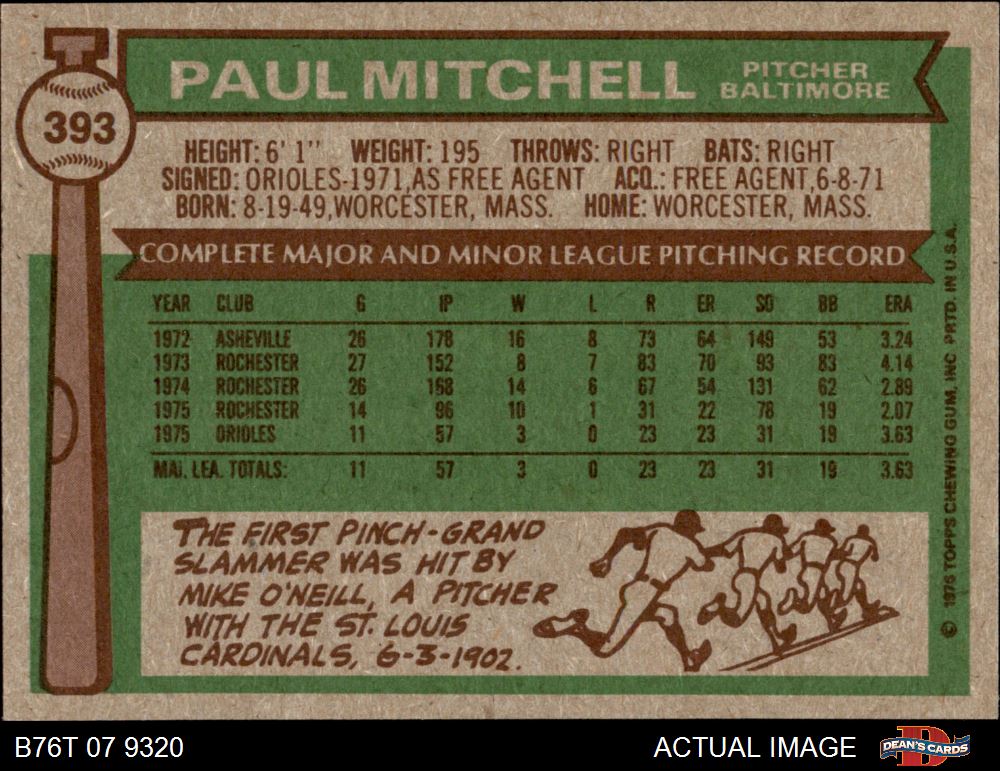 T
393
PAUL MITCHELL PITCHER BALTIMORE
HEIGHT: 6' 1" WEIGHT: 195 THROWS: RIGHT BATS: RIGHT
SIGNED: ORIOLES-1971, AS FREE AGENT ACQ.: FREE AGENT, 6-8-71
BORN: 8-19-49, WORCESTER, MASS. HOME: WORCESTER, MASS.
COMPLETE MAJOR AND MINOR LEAGUE PITCHING RECORD
YEAR CLUB G IP W L R ER SO BB ERA
1972 ASHEVILLE 26 178 16 8 73 64 149 53 3.24
1973 ROCHESTER 27 152 8 7 83 70 93 83 4.14
1974 ROCHESTER 26 168 14 6 67 54 131 62 2.89
1975 ROCHESTER 14 96 10 1 31 22 78 19 2.07
1975 ORIOLES 11 57 3 0 23 23 31 19 3.63
MAJ. LEA. TOTALS: 11 57 3 0 23 23 31 19 3.63
THE FIRST PINCH-GRAND
SLAMMER WAS HIT BY
MIKE O'NEILL, A PITCHER
WITH THE ST. LOUIS
CARDINALS, 6-3-1902.
© 1976 TOPPS CHEWING GUM, INC PRTD. IN U.S.A.
B76T 07 9320 ACTUAL IMAGE DEAN'S CARDS